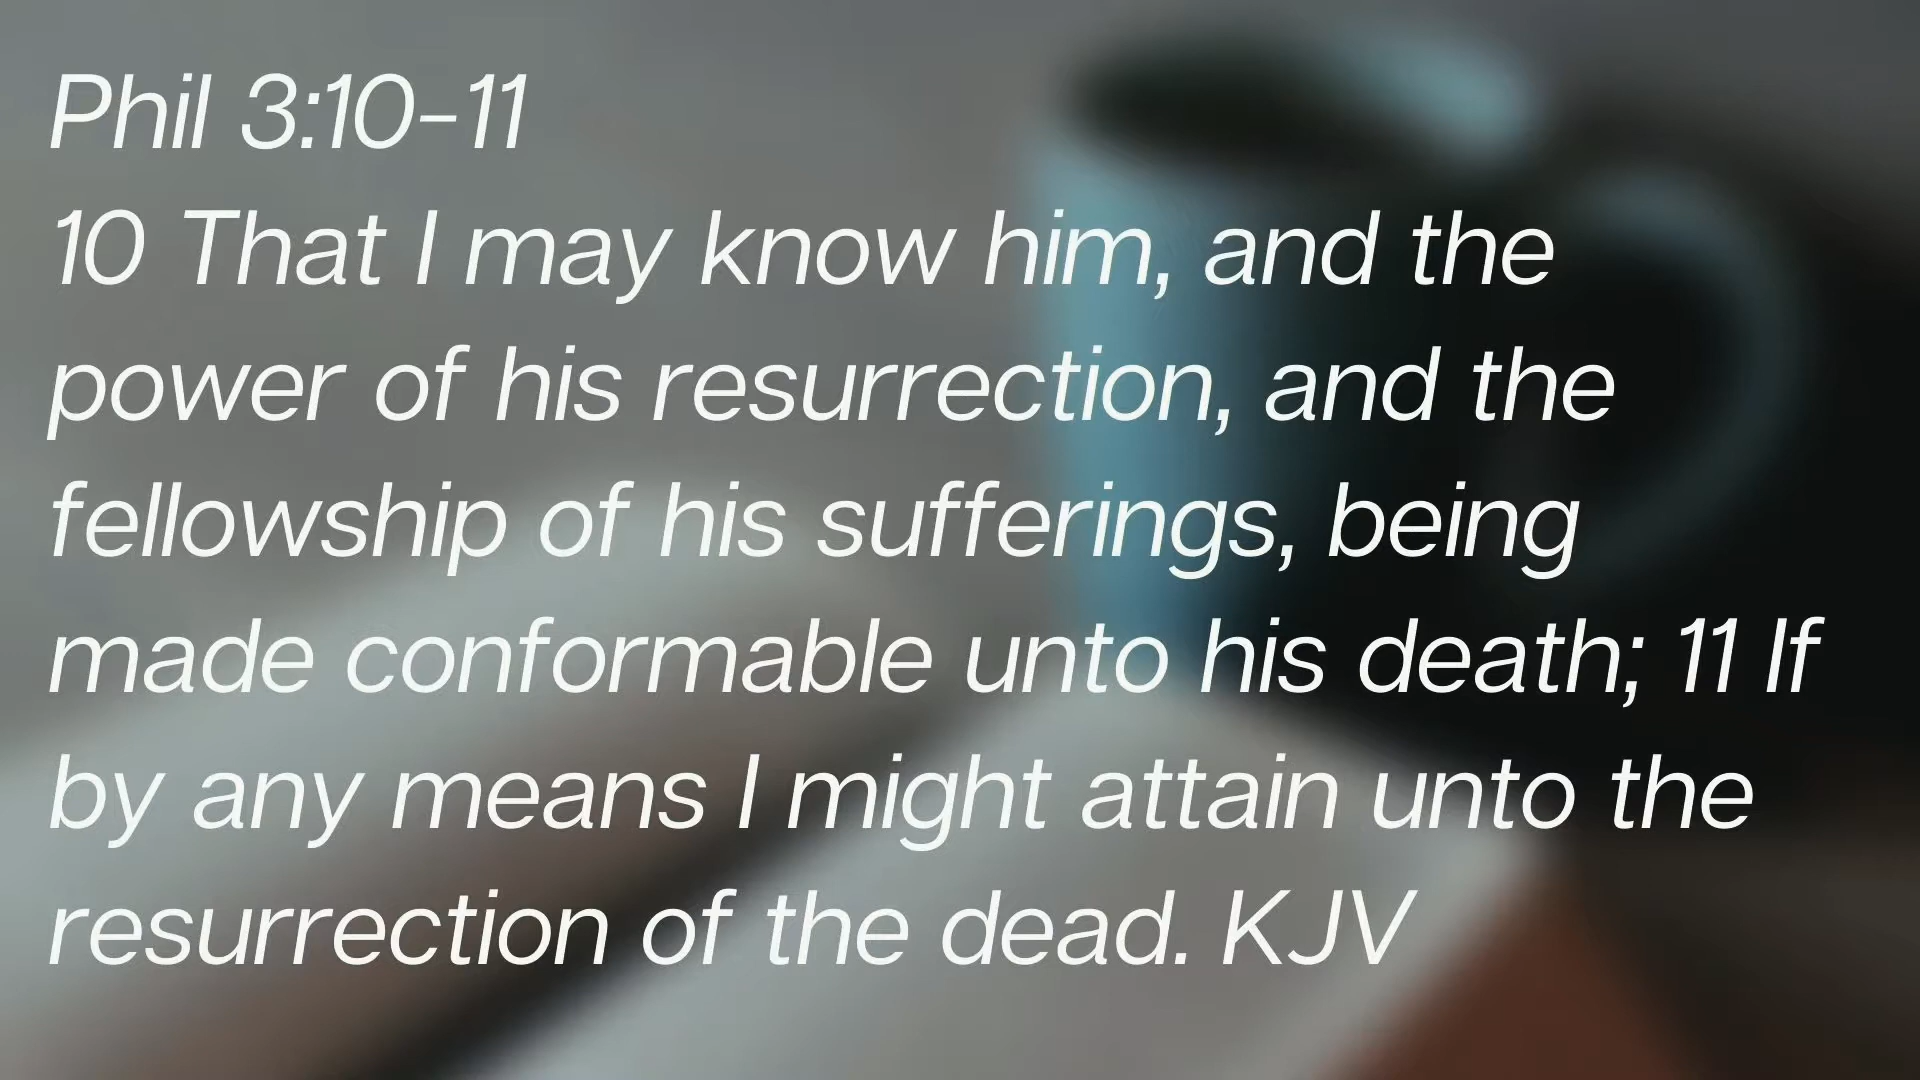 Phil 3:10-11
10 That I may know him, and the
power of his resurrection, and the
fellowship of his sufferings, being
made conformable unto his death; 11 If
by any means I might attain unto the
resurrection of the dead. KJV